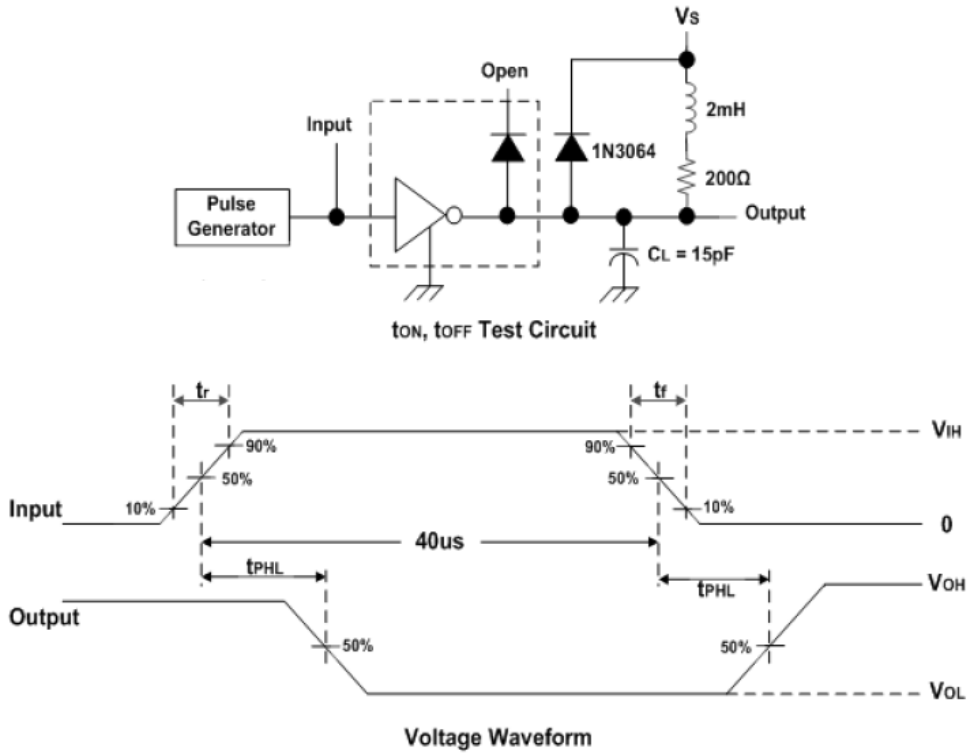 Vs
Open
2mH
Input
1N3064
200Ω
Pulse
Generator
Output
CL = 15pF
tON, tOFF Test Circuit
tr
tf
VIH
90%
90%
50%
50%
Input
10%
10%
0
40us
tPHL
tPHL
VOH
Output
50%
50%
VOL
Voltage Waveform